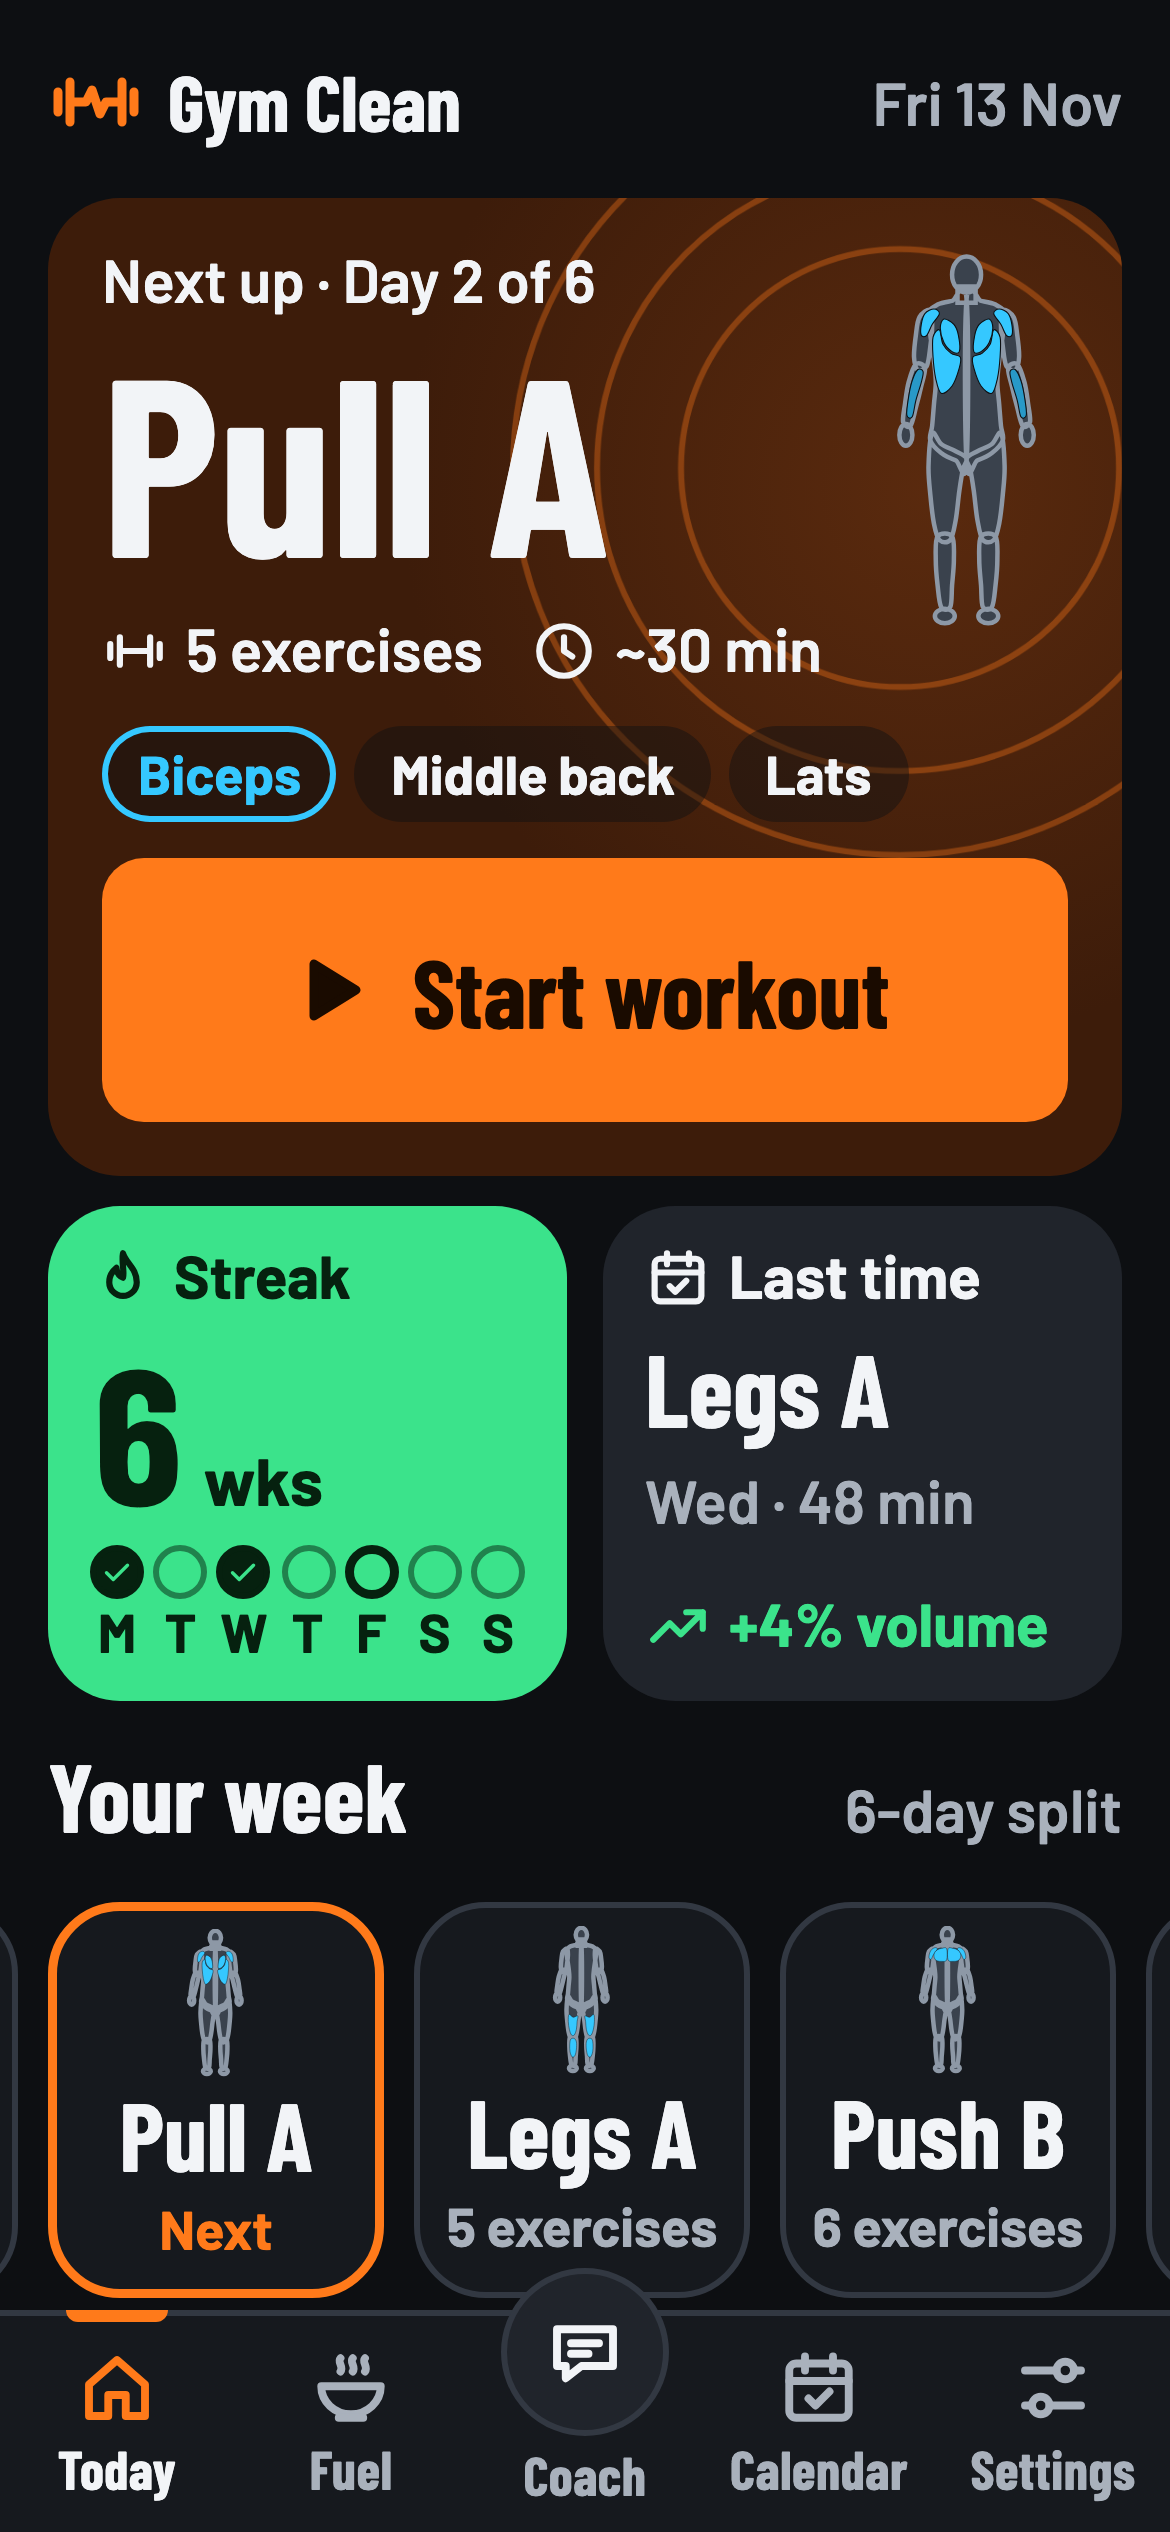 Gym Clean
Fri 13 Nov
Next up · Day 2 of 6
Pull A
5 exercises
~30 min
Biceps
Middle back
Lats
Start workout
Streak
6 wks
M T W T F S S
Last time
Legs A
Wed · 48 min
+4% volume
Your week
6-day split
Pull A
Next
Legs A
5 exercises
Push B
6 exercises
Today
Fuel
Coach
Calendar
Settings